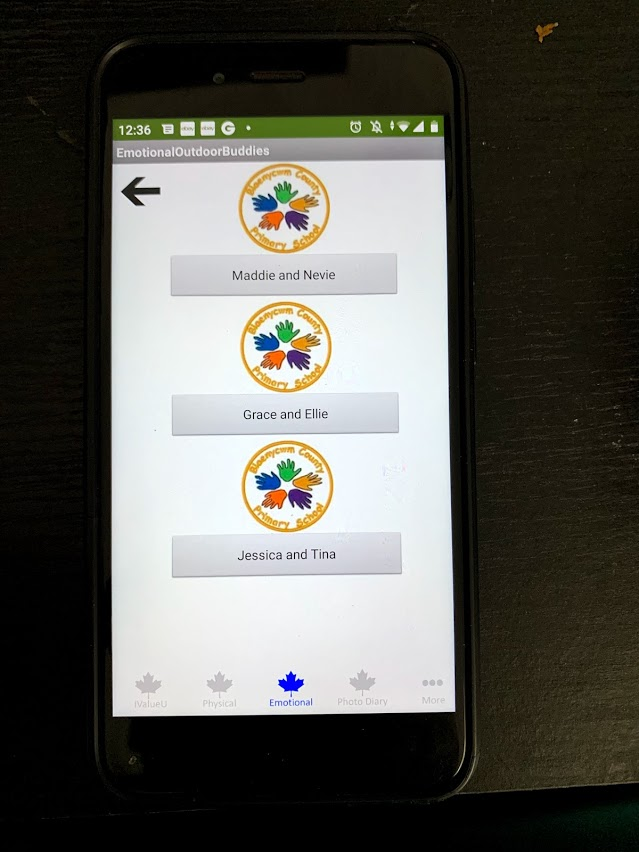 12:36
EmotionalOutdoorBuddies
Blaenycwm County
Primary School
Maddie and Nevie
Blaenycwm County
Primary School
Grace and Ellie
Blaenycwm County
Primary School
Jessica and Tina
IValueU Physical Emotional Photo Diary More